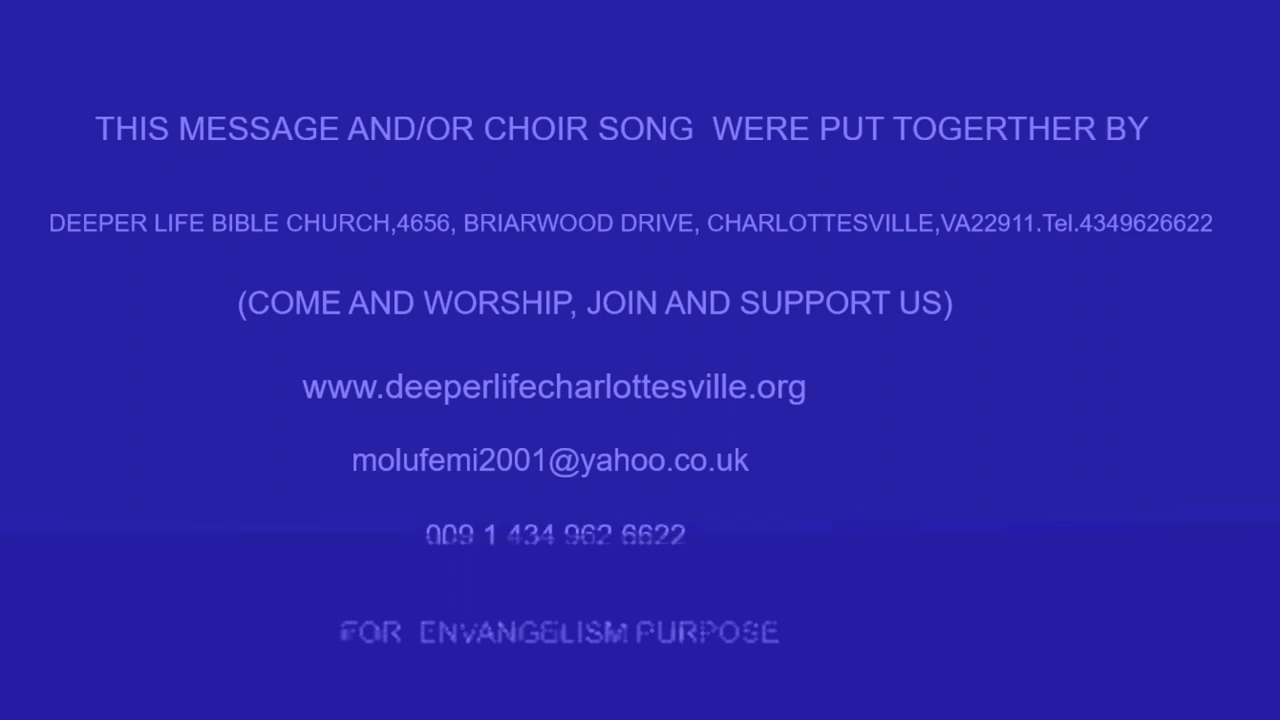 THIS MESSAGE AND/OR CHOIR SONG WERE PUT TOGERTHER BY
DEEPER LIFE BIBLE CHURCH,4656, BRIARWOOD DRIVE, CHARLOTTESVILLE,VA22911.Tel.4349626622
(COME AND WORSHIP, JOIN AND SUPPORT US)
www.deeperlifecharlottesville.org
molufemi2001@yahoo.co.uk
009 1 434 962 6622
FOR ENVANGELISM PURPOSE